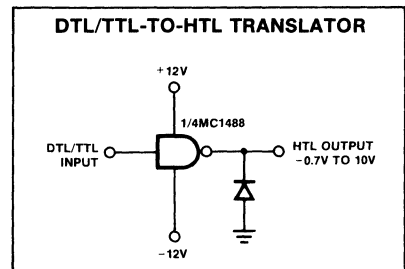 DTL/TTL-TO-HTL TRANSLATOR
+12V
1/4MC1488
DTL/TTL
INPUT
HTL OUTPUT
-0.7V TO 10V
-12V